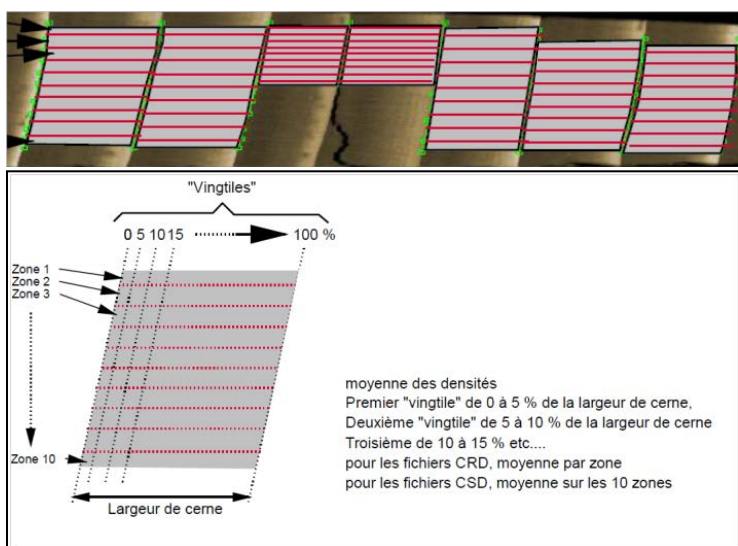 "Vingtiles"
0 5 10 15 100 %
Zone 1
Zone 2
Zone 3
Zone 10
Largeur de cerne
moyenne des densités
Premier "vingtile" de 0 à 5 % de la largeur de cerne,
Deuxième "vingtile" de 5 à 10 % de la largeur de cerne
Troisième de 10 à 15 % etc....
pour les fichiers CRD, moyenne par zone
pour les fichiers CSD, moyenne sur les 10 zones